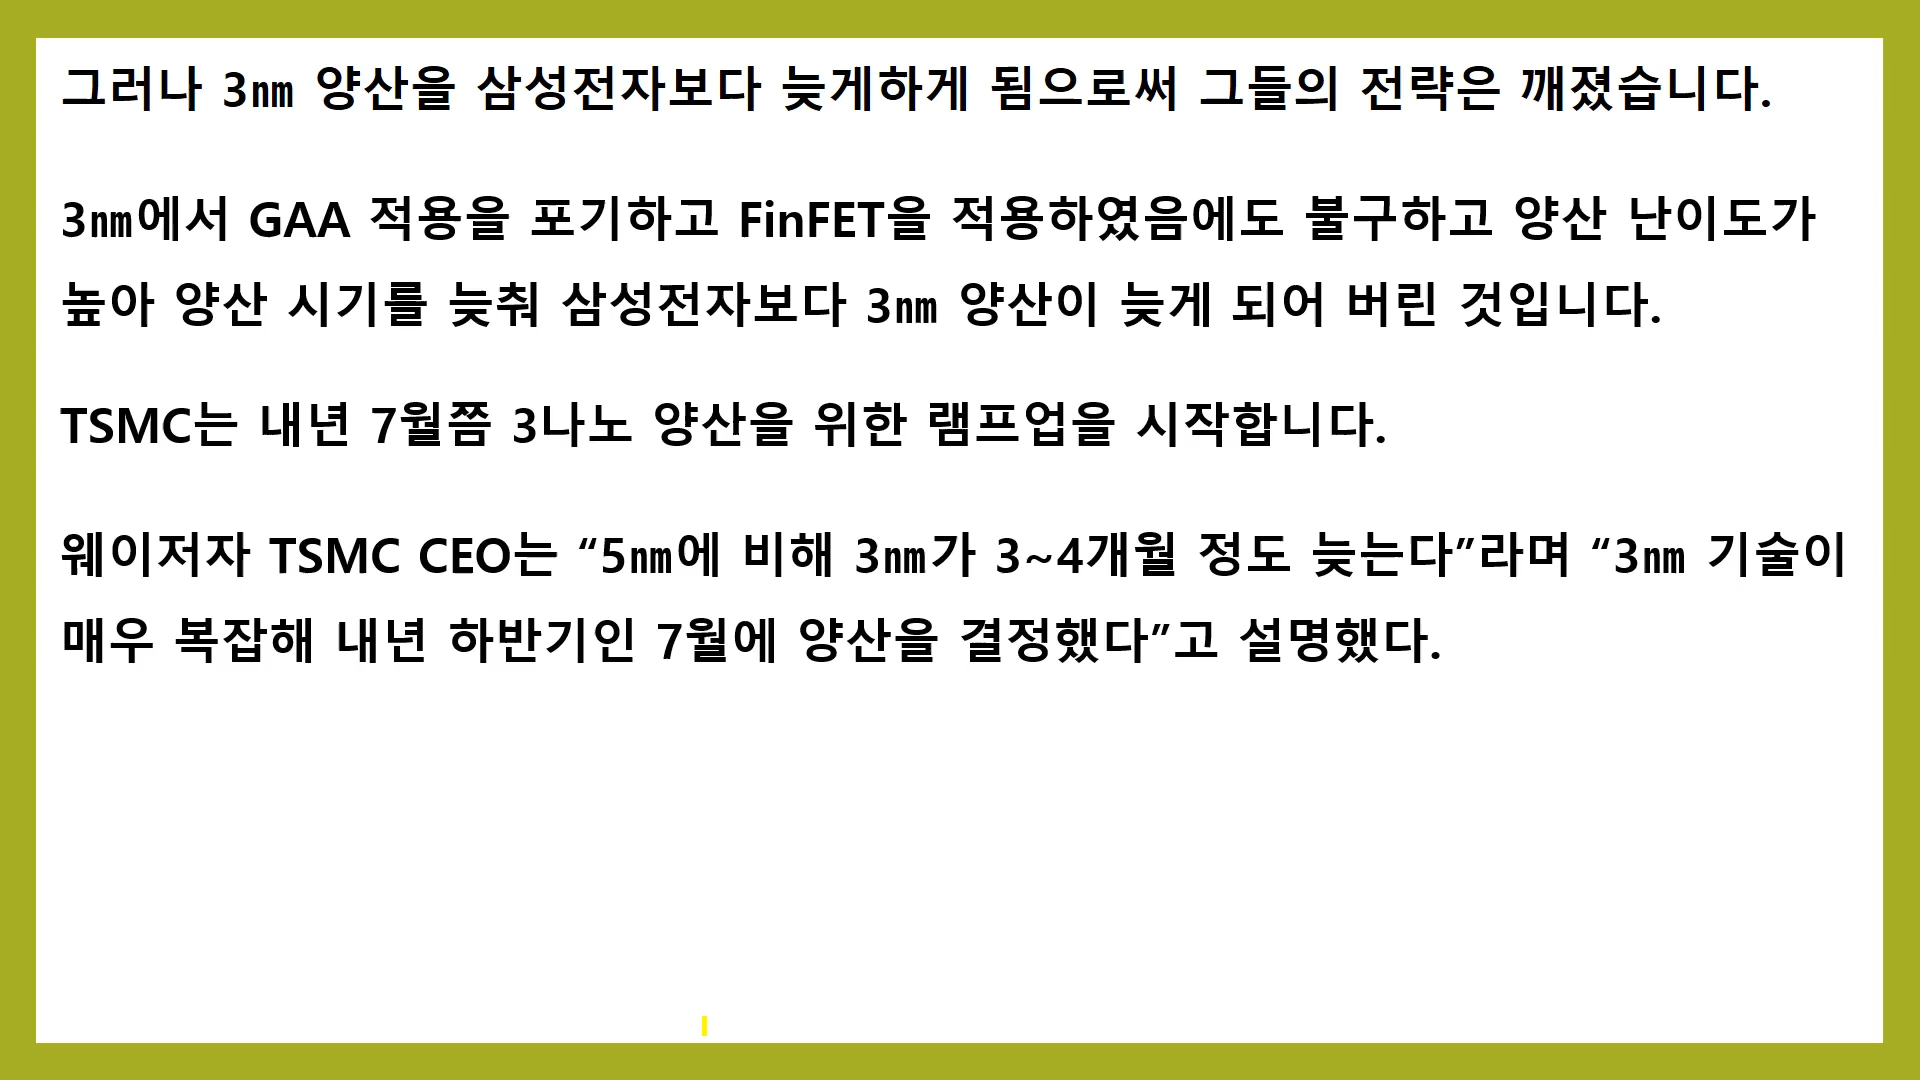 그러나 3㎚ 양산을 삼성전자보다 늦게하게 됨으로써 그들의 전략은 깨졌습니다.
3㎚에서 GAA 적용을 포기하고 FinFET을 적용하였음에도 불구하고 양산 난이도가
높아 양산 시기를 늦춰 삼성전자보다 3㎚ 양산이 늦게 되어 버린 것입니다.
TSMC는 내년 7월쯤 3나노 양산을 위한 램프업을 시작합니다.
웨이저자 TSMC CEO는 “5㎚에 비해 3㎚가 3~4개월 정도 늦는다”라며 “3㎚ 기술이
매우 복잡해 내년 하반기인 7월에 양산을 결정했다”고 설명했다.